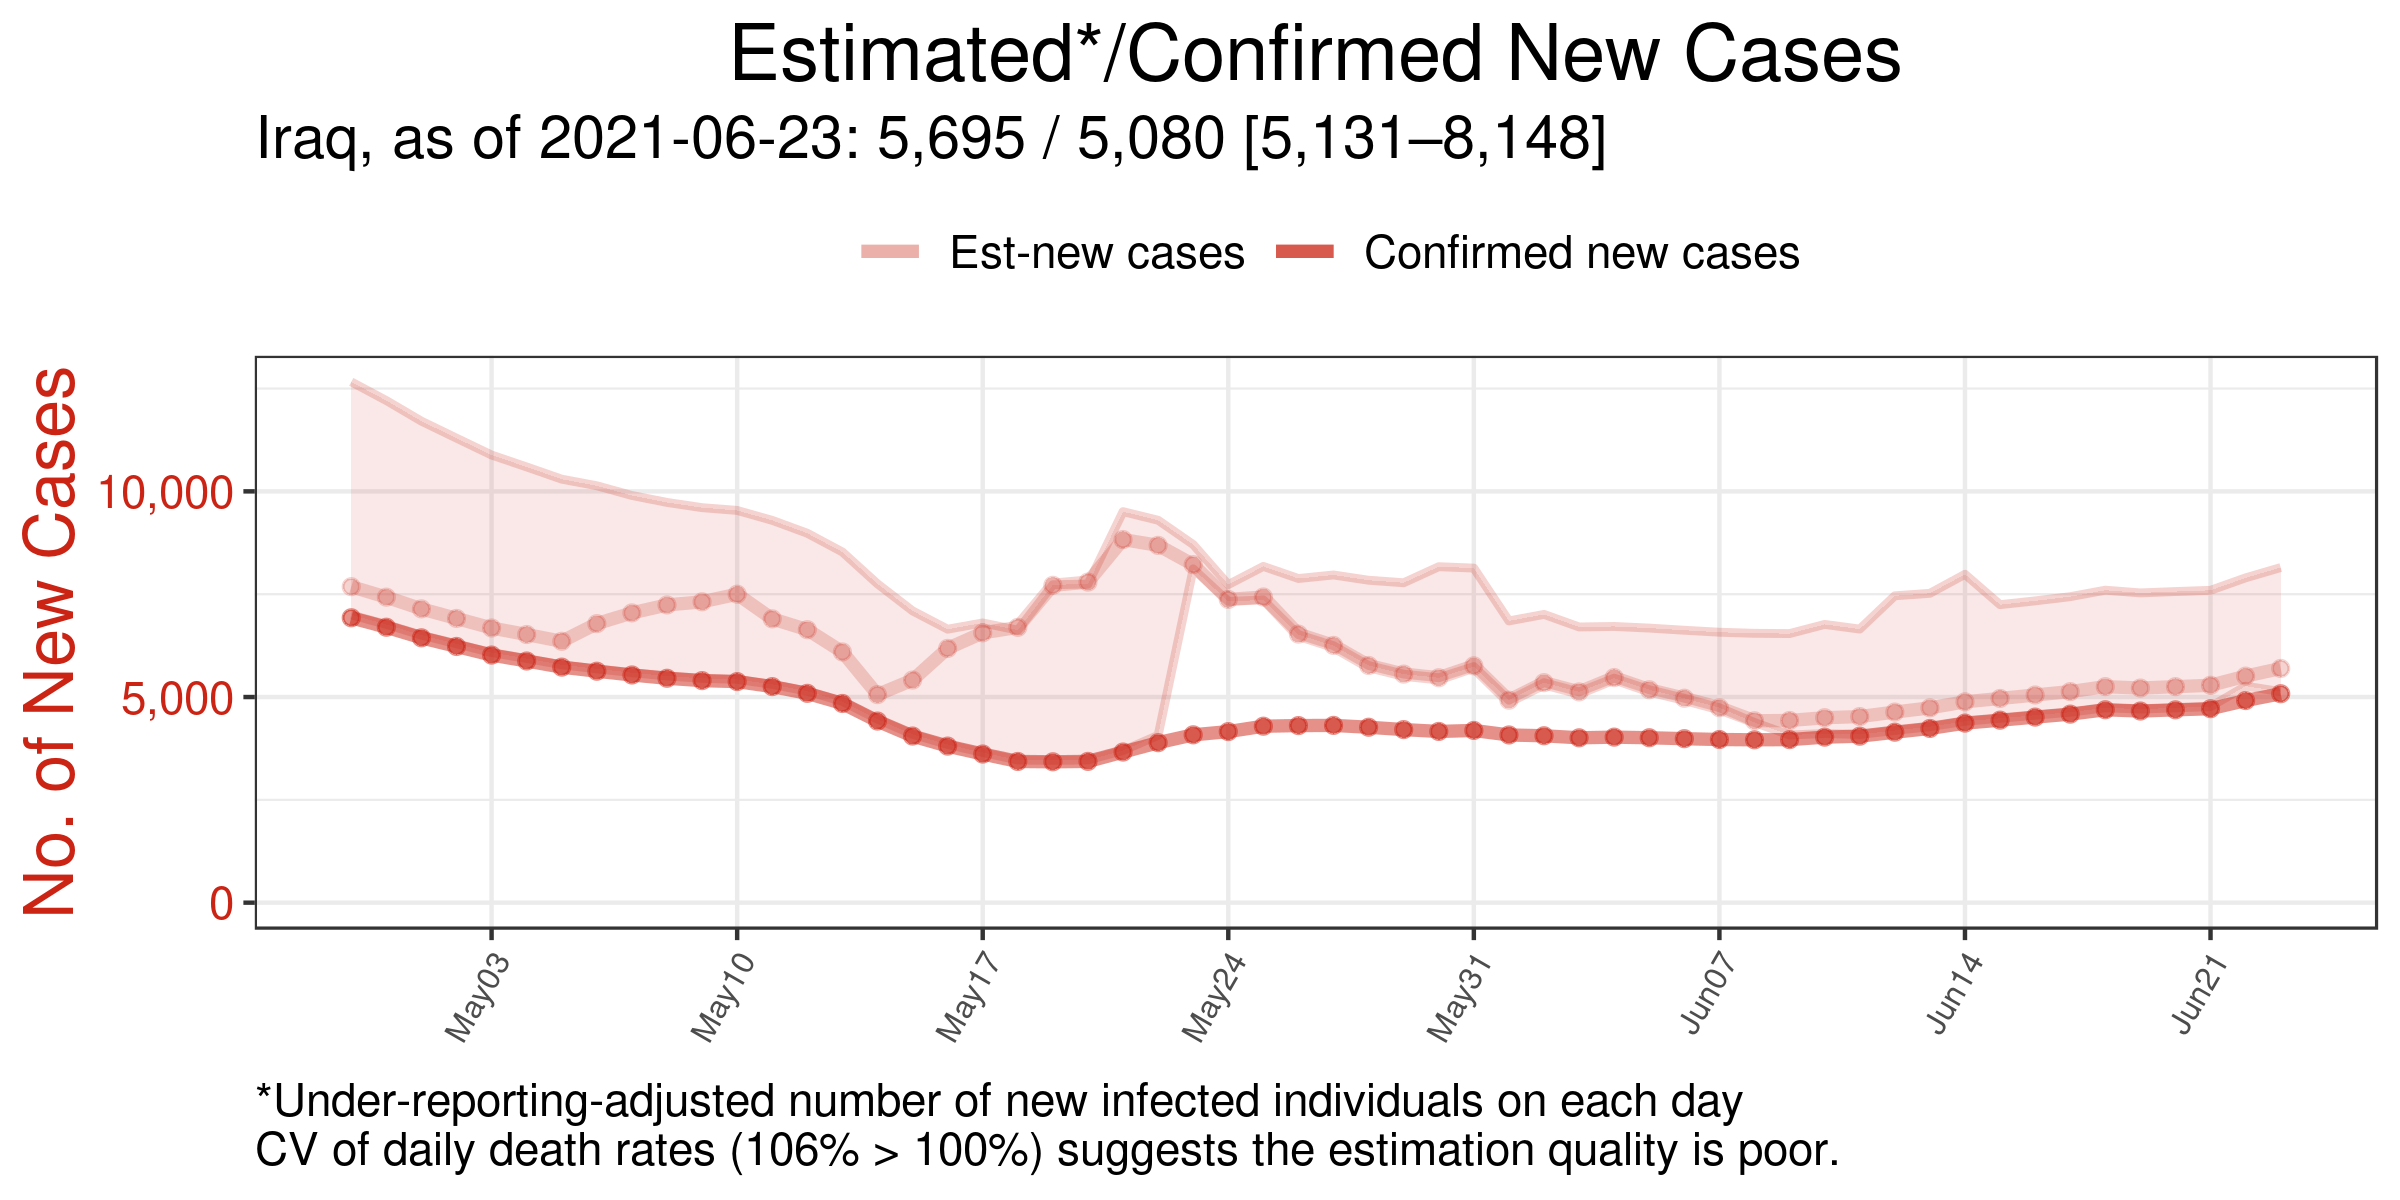 Estimated*/Confirmed New Cases
Iraq, as of 2021-06-23: 5,695 / 5,080 [5,131–8,148]
Est-new cases
Confirmed new cases
No. of New Cases
10,000
5,000
0
May03
May10
May17
May24
May31
Jun07
Jun14
Jun21
*Under-reporting-adjusted number of new infected individuals on each day
CV of daily death rates (106% > 100%) suggests the estimation quality is poor.